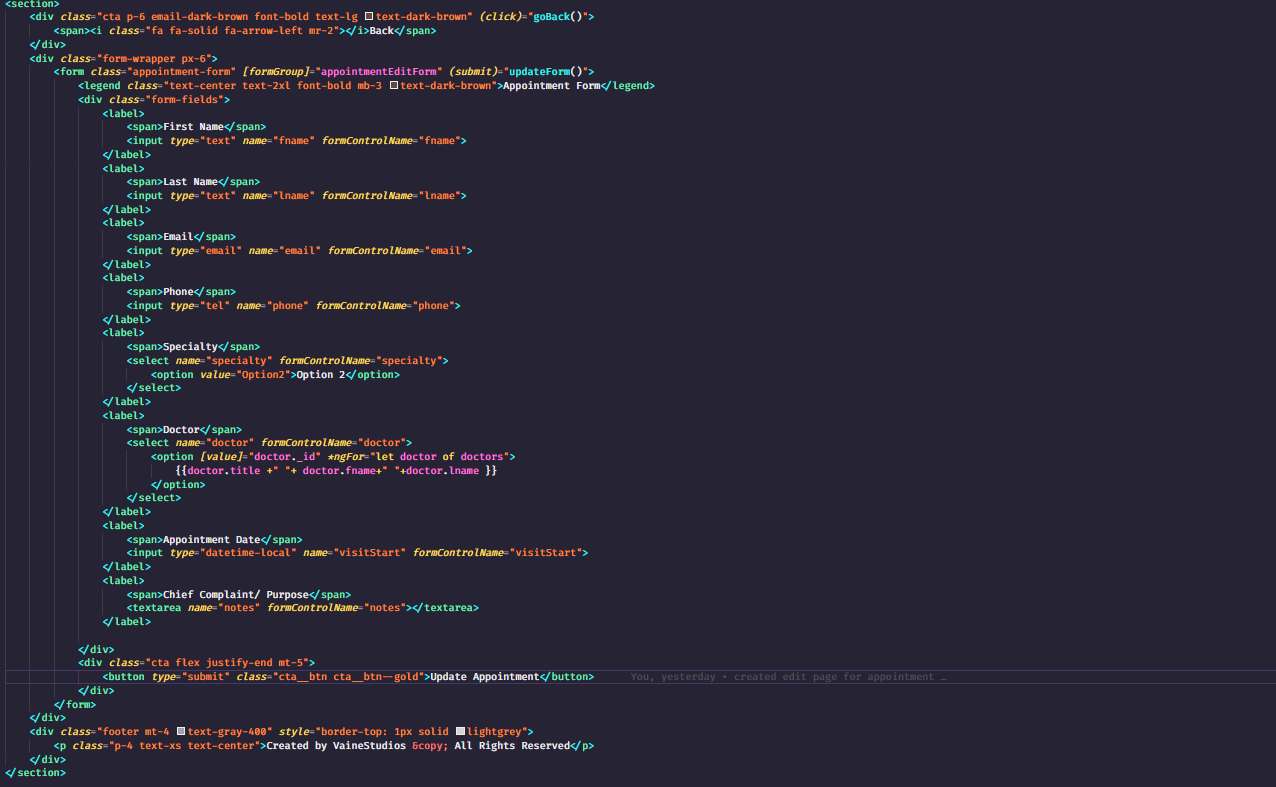 <section>
<div class="cta p-6 email-dark-brown font-bold text-lg text-dark-brown" (click)="goBack()">
<span><i class="fa fa-solid fa-arrow-left mr-2"></i>Back</span>
</div>
<div class="form-wrapper px-6">
<form class="appointment-form" [formGroup]="appointmentEditForm" (submit)="updateForm()">
<legend class="text-center text-2xl font-bold mb-3 text-dark-brown">Appointment Form</legend>
<div class="form-fields">
<label>
<span>First Name</span>
<input type="text" name="fname" formControlName="fname">
</label>
<label>
<span>Last Name</span>
<input type="text" name="lname" formControlName="lname">
</label>
<label>
<span>Email</span>
<input type="email" name="email" formControlName="email">
</label>
<label>
<span>Phone</span>
<input type="tel" name="phone" formControlName="phone">
</label>
<label>
<span>Specialty</span>
<select name="specialty" formControlName="specialty">
<option value="Option2">Option 2</option>
</select>
</label>
<label>
<span>Doctor</span>
<select name="doctor" formControlName="doctor">
<option [value]="doctor._id" *ngFor="let doctor of doctors">
{{doctor.title +" "+ doctor.fname+" "+doctor.lname }}
</option>
</select>
</label>
<label>
<span>Appointment Date</span>
<input type="datetime-local" name="visitStart" formControlName="visitStart">
</label>
<label>
<span>Chief Complaint/ Purpose</span>
<textarea name="notes" formControlName="notes"></textarea>
</label>
</div>
<div class="cta flex justify-end mt-5">
<button type="submit" class="cta__btn cta__btn--gold">Update Appointment</button> You, yesterday • created edit page for appointment …
</div>
</form>
</div>
<div class="footer mt-4 text-gray-400" style="border-top: 1px solid lightgrey">
<p class="p-4 text-xs text-center">Created by VaineStudios &copy; All Rights Reserved</p>
</div>
</section>